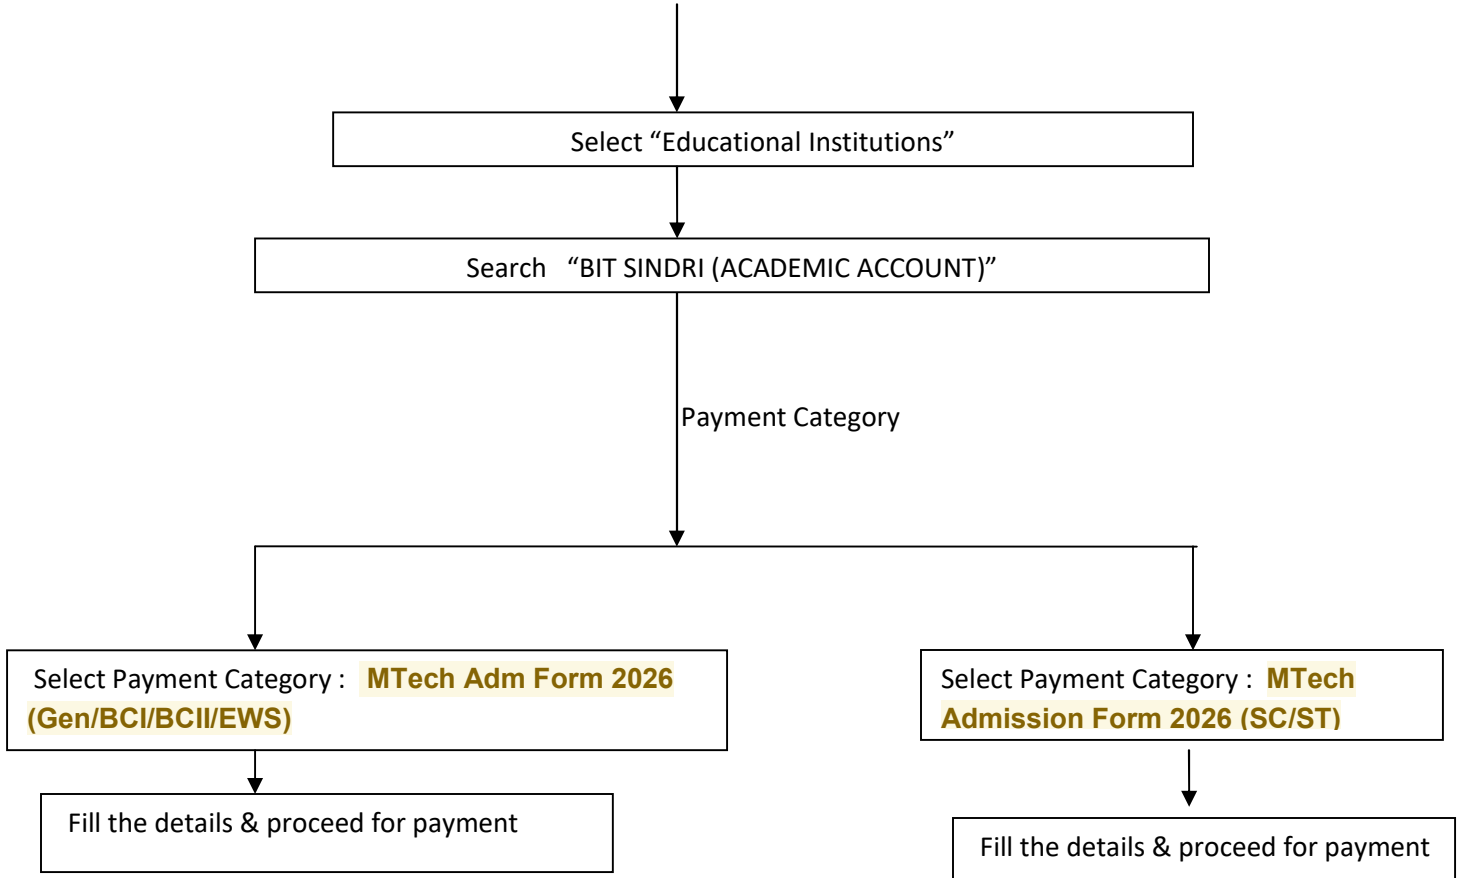 Select “Educational Institutions”
Search “BIT SINDRI (ACADEMIC ACCOUNT)”
Payment Category
Select Payment Category : MTech Adm Form 2026
(Gen/BCI/BCII/EWS)
Select Payment Category : MTech
Admission Form 2026 (SC/ST)
Fill the details & proceed for payment
Fill the details & proceed for payment